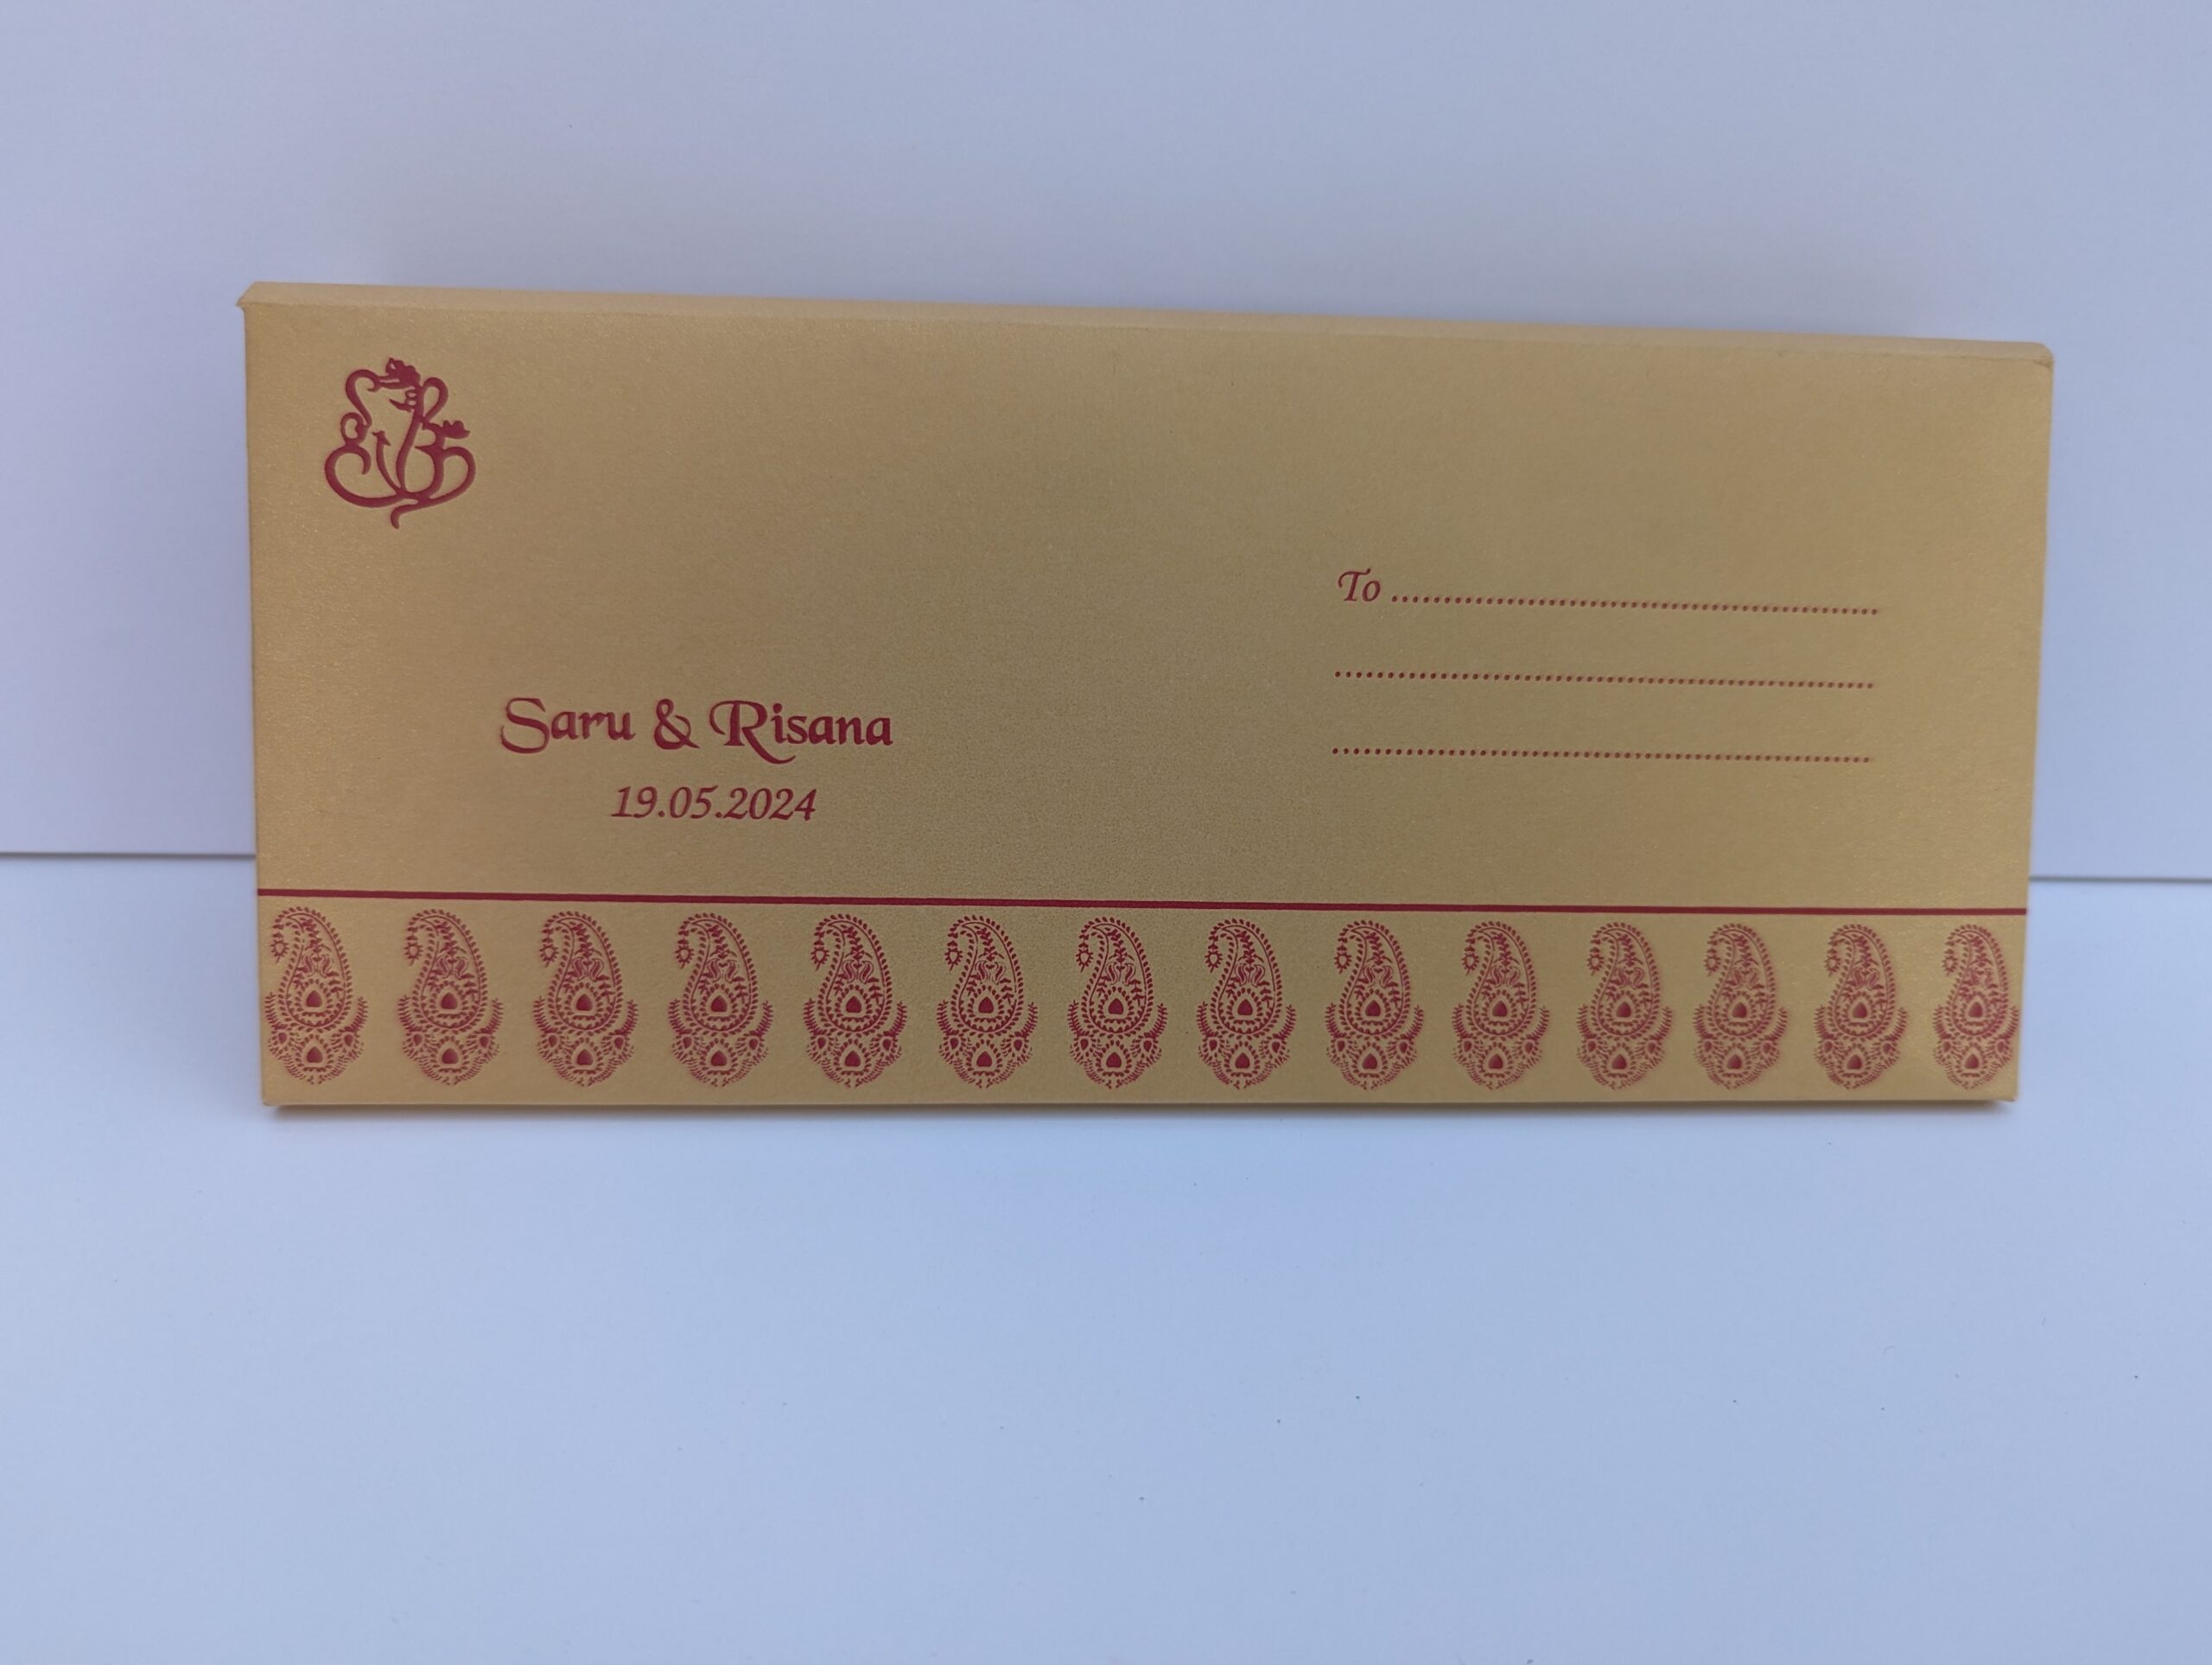 To ..........................................................
................................................................
................................................................
Saru & Risana
19.05.2024